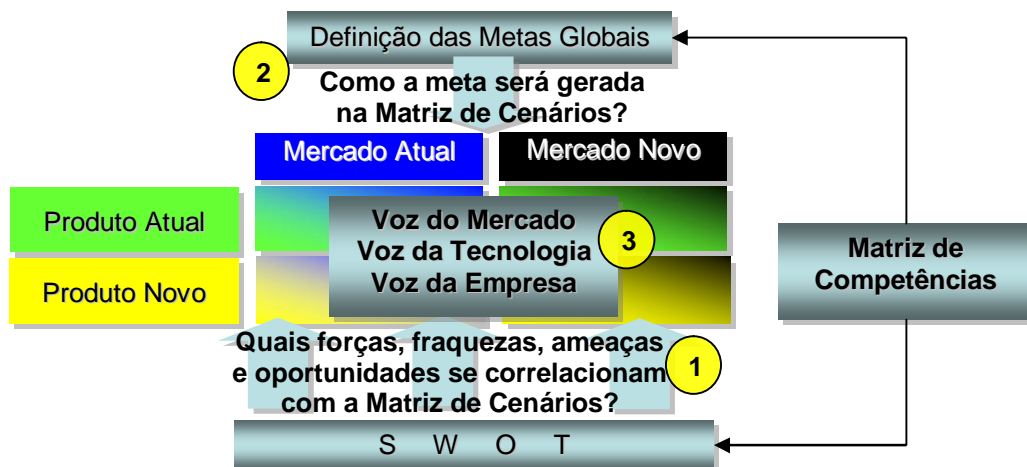 Definição das Metas Globais
2
Como a meta será gerada
na Matriz de Cenários?
Mercado Atual
Mercado Novo
Produto Atual
Produto Novo
Voz do Mercado
Voz da Tecnologia
Voz da Empresa
3
Matriz de
Competências
Quais forças, fraquezas, ameaças
e oportunidades se correlacionam
com a Matriz de Cenários?
1
S W O T